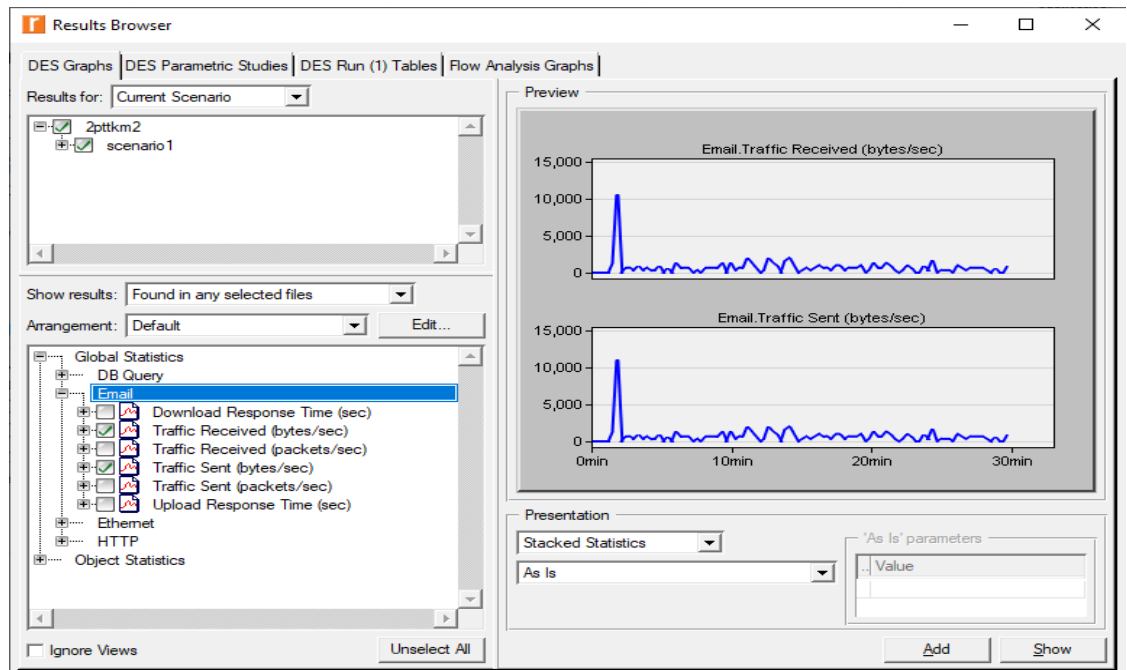 Results Browser
DES Graphs DES Parametric Studies DES Run (1) Tables Flow Analysis Graphs
Results for: Current Scenario
2pttkm2
scenario1
Show results: Found in any selected files
Arrangement: Default Edit...
Global Statistics
DB Query
Email
Download Response Time (sec)
Traffic Received (bytes/sec)
Traffic Received (packets/sec)
Traffic Sent (bytes/sec)
Traffic Sent (packets/sec)
Upload Response Time (sec)
Ethernet
HTTP
Object Statistics
Ignore Views Unselect All
Preview
Email.Traffic Received (bytes/sec)
15,000
10,000
5,000
0
Email.Traffic Sent (bytes/sec)
15,000
10,000
5,000
0
0min 10min 20min 30min
Presentation
Stacked Statistics
As Is
'As Is' parameters
.. Value
Add Show